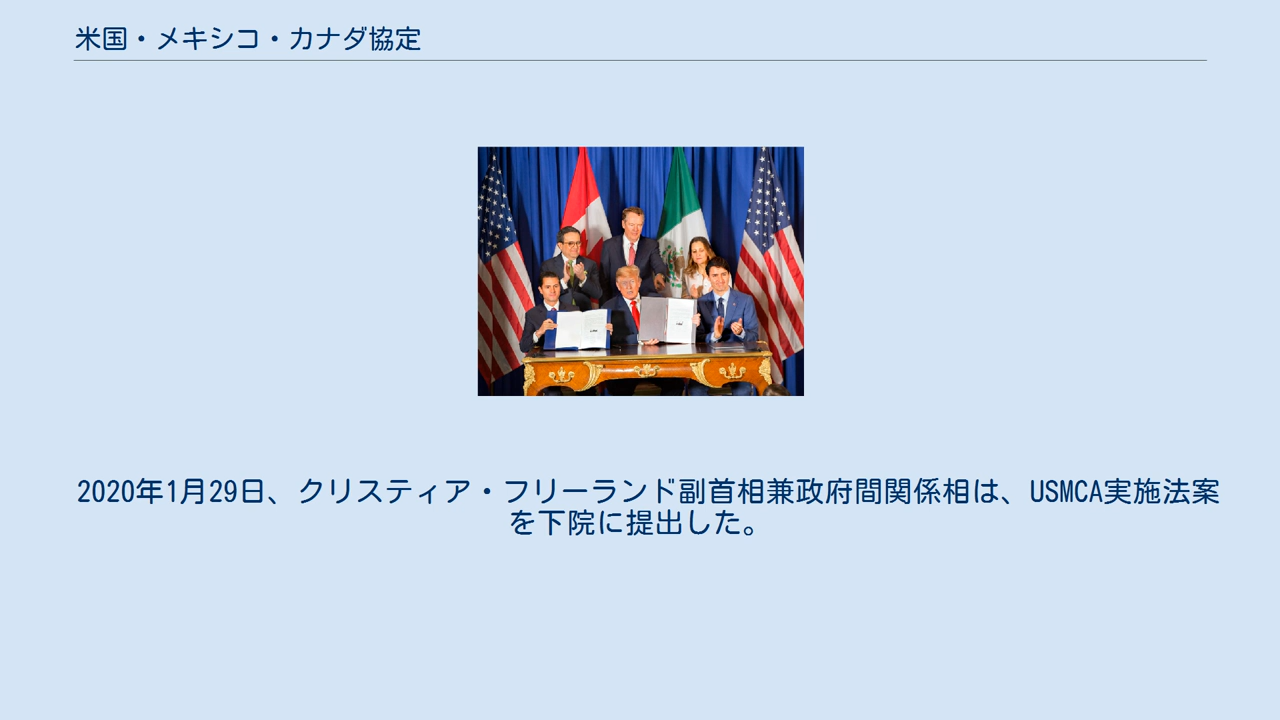 米国・メキシコ・カナダ協定
2020年1月29日、クリスティア・フリーランド副首相兼政府間関係相は、USMCA実施法案
を下院に提出した。